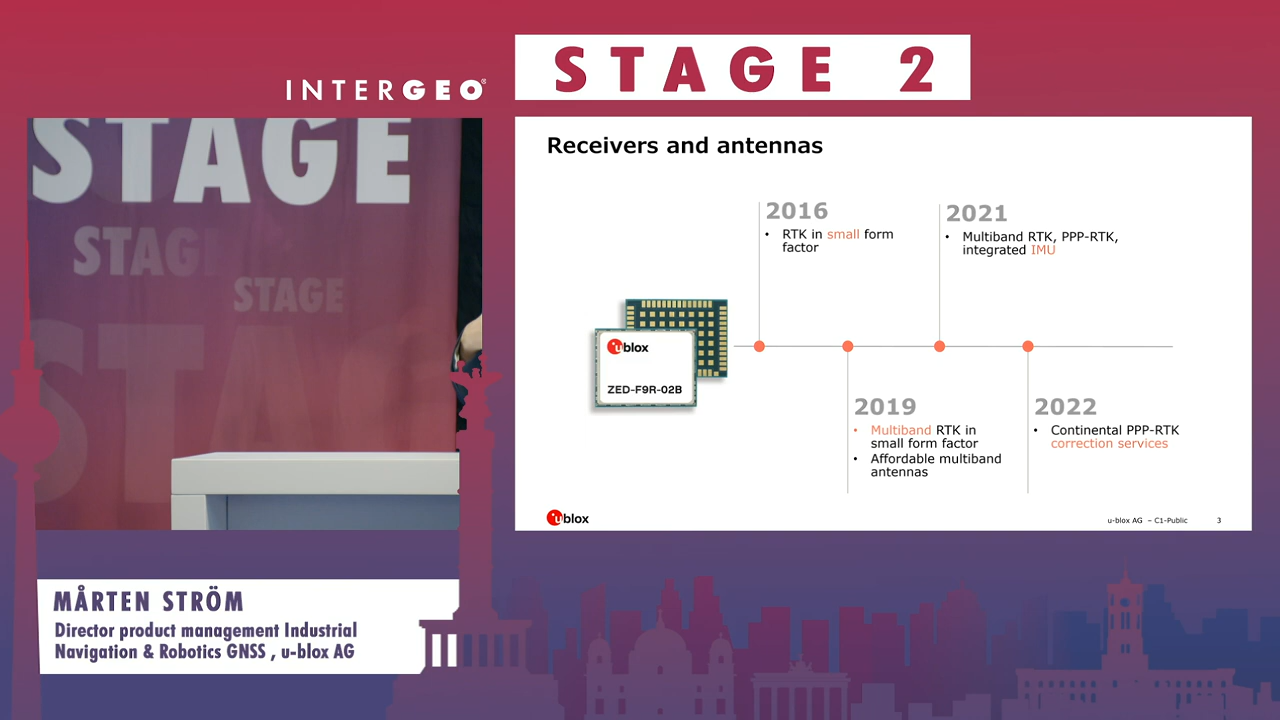 STAGE 2
INTERGEO®
STAGE
STAGE
STAGE
STA
Receivers and antennas
2016
• RTK in small form
factor
2021
• Multiband RTK, PPP-RTK,
integrated IMU
ublox
ZED-F9R-02B
2019
• Multiband RTK in
small form factor
• Affordable multiband
antennas
2022
• Continental PPP-RTK
correction services
ublox
u-blox AG – C1-Public 3
MÅRTEN STRÖM
Director product management Industrial
Navigation & Robotics GNSS , u-blox AG